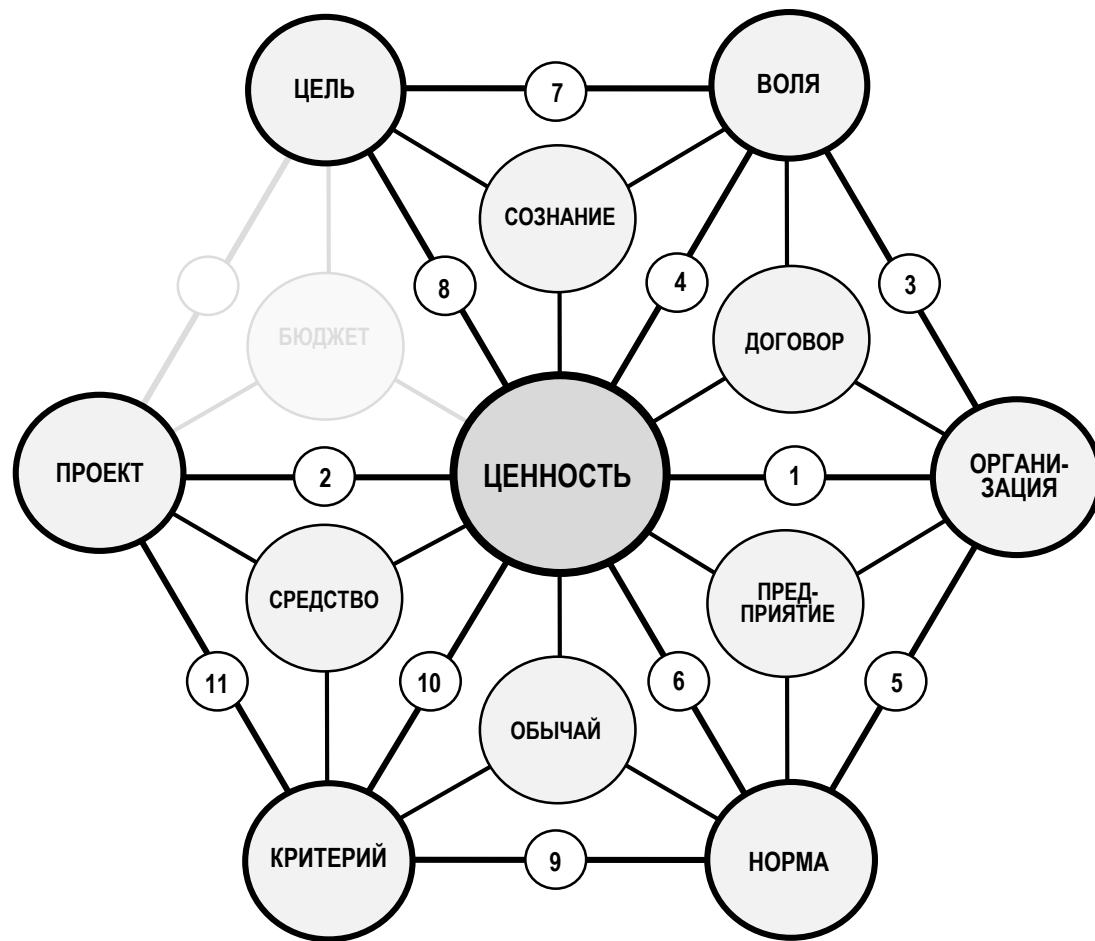 ЦЕЛЬ
7
ВОЛЯ
СОЗНАНИЕ
8
4
3
БЮДЖЕТ
ДОГОВОР
ПРОЕКТ
2
ЦЕННОСТЬ
1
ОРГАНИ-
ЗАЦИЯ
СРЕДСТВО
ПРЕД-
ПРИЯТИЕ
11
10
6
5
ОБЫЧАЙ
КРИТЕРИЙ
9
НОРМА